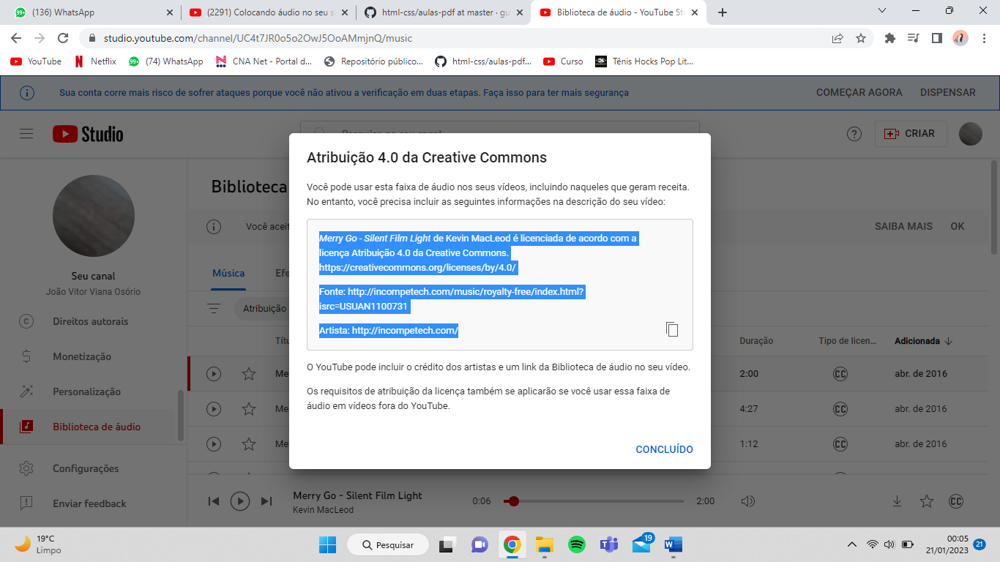 (136) WhatsApp
(2291) Colocando áudio no seu s
html-css/aulas-pdf at master · gu
Biblioteca de áudio - YouTube St
studio.youtube.com/channel/UC4t7JR0o5o2OwJ5OoAMmjnQ/music
YouTube
Netflix
99+
(74) WhatsApp
CNA Net - Portal d...
Repositório público...
html-css/aulas-pdf...
Curso
Tênis Hocks Pop Lit...
Sua conta corre mais risco de sofrer ataques porque você não ativou a verificação em duas etapas. Faça isso para ter mais segurança
COMEÇAR AGORA
DISPENSAR
Studio
CRIAR
Atribuição 4.0 da Creative Commons
Você pode usar esta faixa de áudio nos seus vídeos, incluindo naqueles que geram receita.
No entanto, você precisa incluir as seguintes informações na descrição do seu vídeo:
Merry Go - Silent Film Light de Kevin MacLeod é licenciada de acordo com a
licença Atribuição 4.0 da Creative Commons.
https://creativecommons.org/licenses/by/4.0/
Fonte: http://incompetech.com/music/royalty-free/index.html?
isrc=USUAN1100731
Artista: http://incompetech.com/
O YouTube pode incluir o crédito dos artistas e um link da Biblioteca de áudio no seu vídeo.
Os requisitos de atribuição da licença também se aplicarão se você usar essa faixa de
áudio em vídeos fora do YouTube.
CONCLUÍDO
Seu canal
João Vitor Viana Osório
Direitos autorais
Monetização
Personalização
Biblioteca de áudio
Configurações
Enviar feedback
Biblioteca
Você aceit
SAIBA MAIS
OK
Música
Efe
Atribuição
Títu
Duração
Tipo de licen...
Adicionada
Me
2:00
abr. de 2016
Me
4:27
abr. de 2016
Me
1:12
abr. de 2016
Merry Go - Silent Film Light
Kevin MacLeod
0:06
2:00
19°C
Limpo
Pesquisar
19
00:05
21/01/2023
21